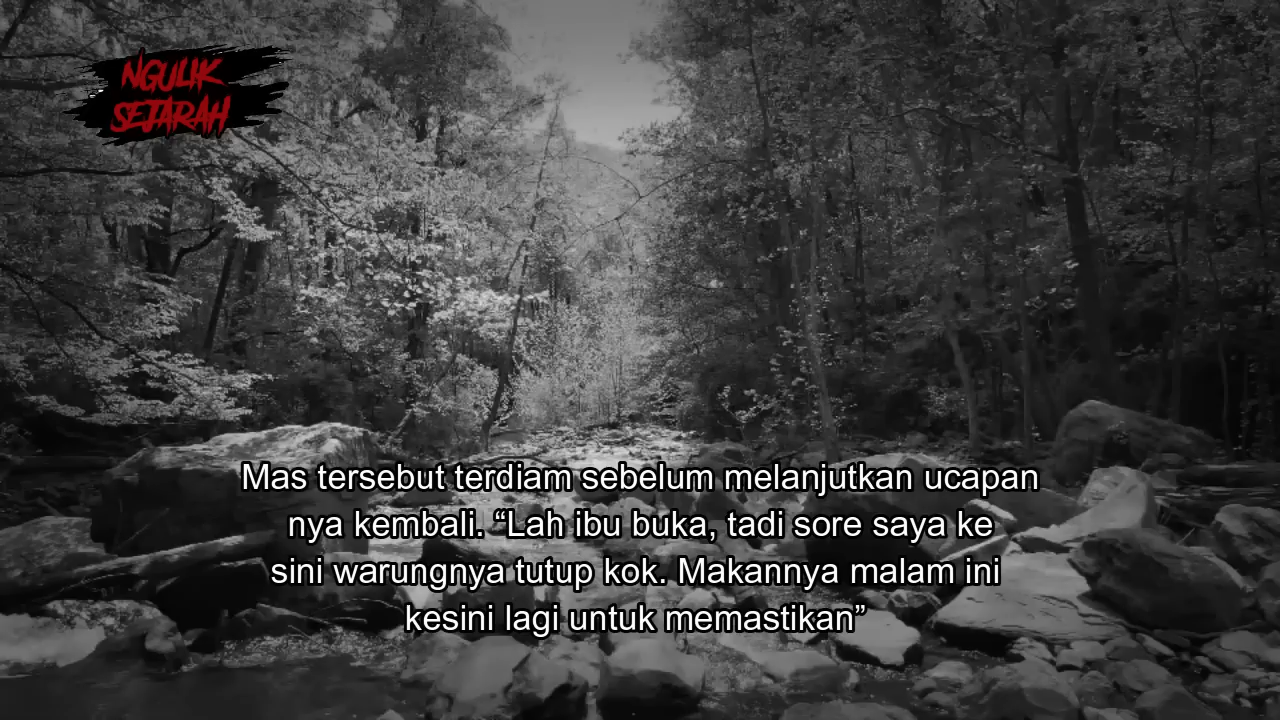 NGULIK
SEJARAH
Mas tersebut terdiam sebelum melanjutkan ucapan
nya kembali. “Lah ibu buka, tadi sore saya ke
sini warungnya tutup kok. Makannya malam ini
kesini lagi untuk memastikan”